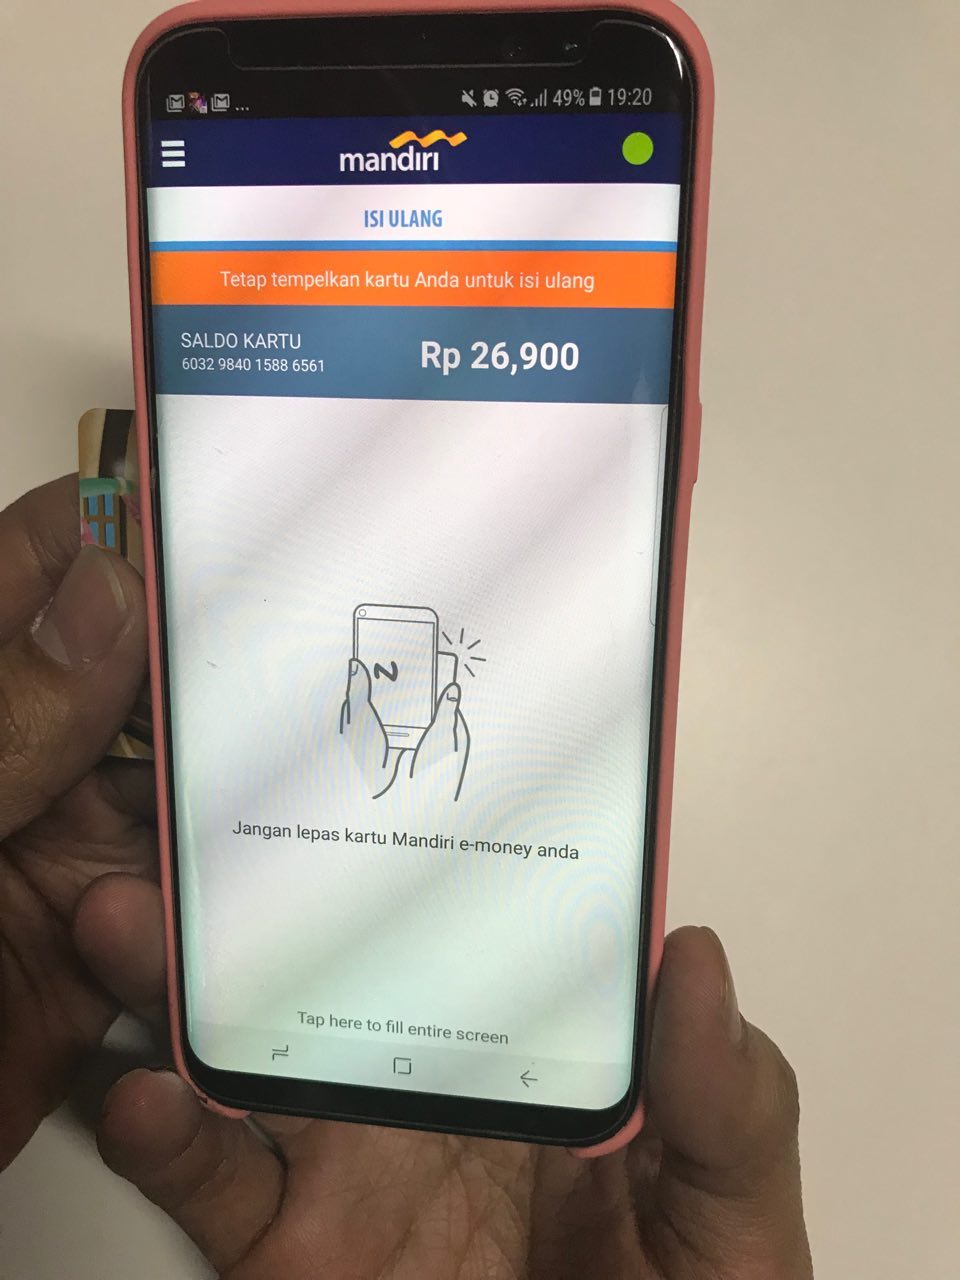 ... 49% 19:20
mandiri
ISI ULANG
Tetap tempelkan kartu Anda untuk isi ulang
SALDO KARTU
6032 9840 1588 6561
Rp 26,900
N
Jangan lepas kartu Mandiri e-money anda
Tap here to fill entire screen